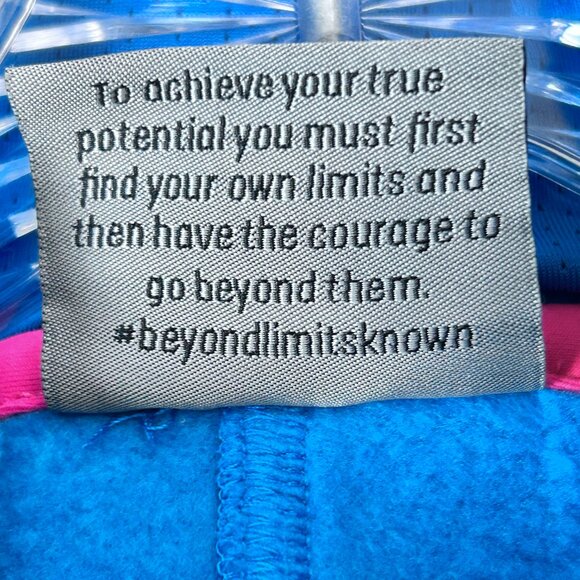 To achieve your true
potential you must first
find your own limits and
then have the courage to
go beyond them.
#beyondlimitsknown